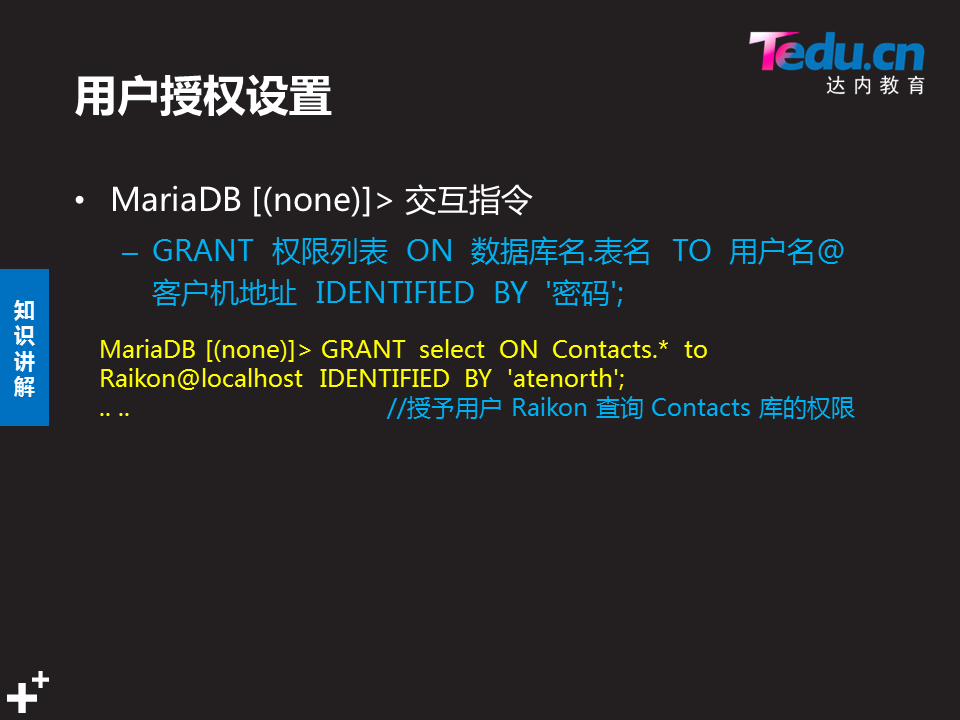 Tedu.cn
达内教育
用户授权设置
• MariaDB [(none)]> 交互指令
– GRANT 权限列表 ON 数据库名.表名 TO 用户名@
客户机地址 IDENTIFIED BY '密码';
知识讲解
MariaDB [(none)]> GRANT select ON Contacts.* to
Raikon@localhost IDENTIFIED BY 'atenorth';
.. .. //授予用户 Raikon 查询 Contacts 库的权限